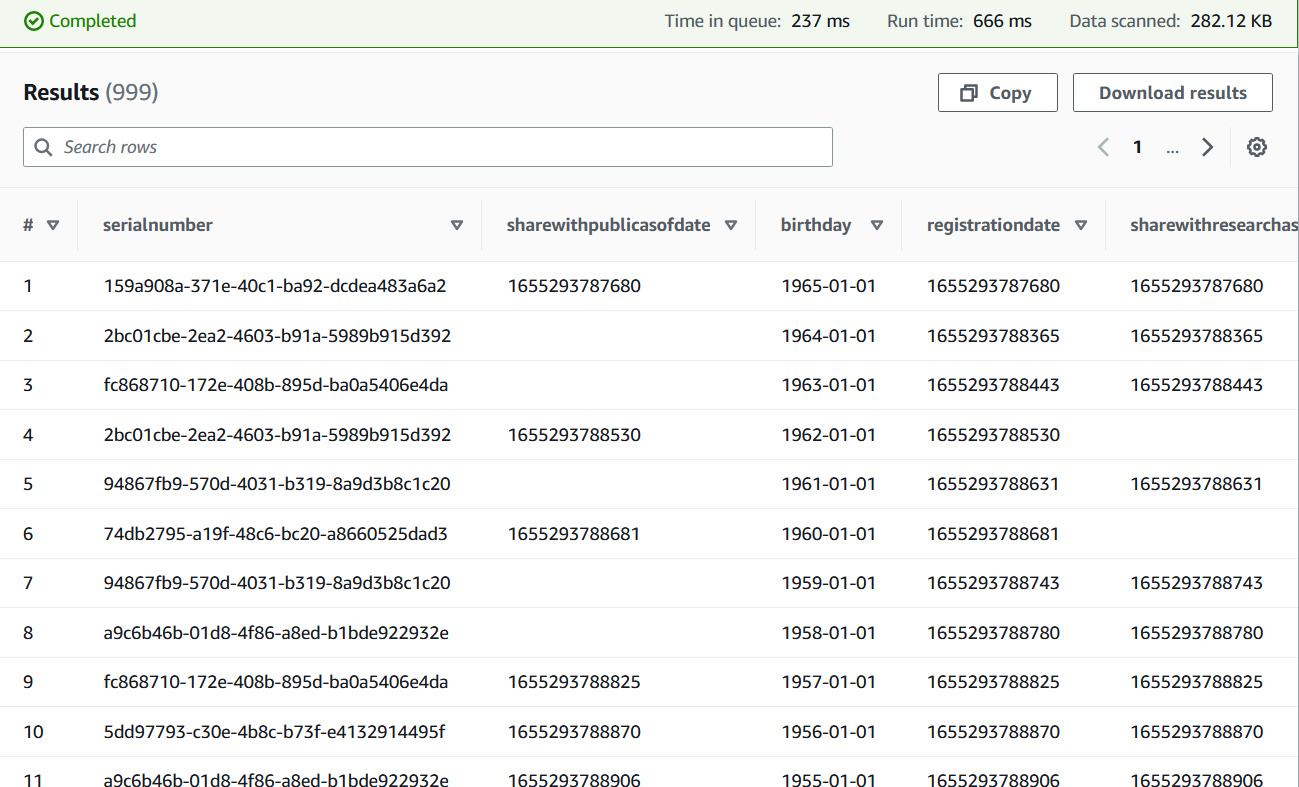 Completed Time in queue: 237 ms Run time: 666 ms Data scanned: 282.12 KB
Results (999) Copy Download results
Search rows 1 ...
# serialnumber sharewithpublicasofdate birthday registrationdate sharewithresearchas
1 159a908a-371e-40c1-ba92-dcdea483a6a2 1655293787680 1965-01-01 1655293787680 1655293787680
2 2bc01cbe-2ea2-4603-b91a-5989b915d392 1964-01-01 1655293788365 1655293788365
3 fc868710-172e-408b-895d-ba0a5406e4da 1963-01-01 1655293788443 1655293788443
4 2bc01cbe-2ea2-4603-b91a-5989b915d392 1655293788530 1962-01-01 1655293788530
5 94867fb9-570d-4031-b319-8a9d3b8c1c20 1961-01-01 1655293788631 1655293788631
6 74db2795-a19f-48c6-bc20-a8660525dad3 1655293788681 1960-01-01 1655293788681
7 94867fb9-570d-4031-b319-8a9d3b8c1c20 1959-01-01 1655293788743 1655293788743
8 a9c6b46b-01d8-4f86-a8ed-b1bde922932e 1958-01-01 1655293788780 1655293788780
9 fc868710-172e-408b-895d-ba0a5406e4da 1655293788825 1957-01-01 1655293788825 1655293788825
10 5dd97793-c30e-4b8c-b73f-e4132914495f 1655293788870 1956-01-01 1655293788870 1655293788870
11 a9c6b46b-01d8-4f86-a8ed-b1bde922932e 1655293788906 1955-01-01 1655293788906 1655293788906